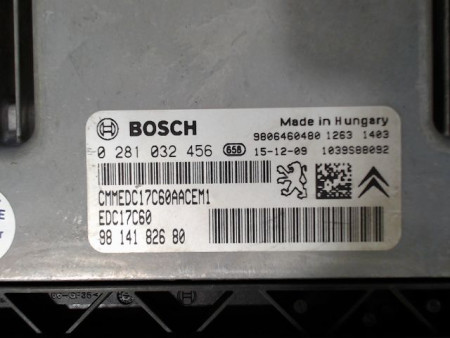 BOSCH
Made in Hungary
9806460480 1263 1403
0 281 032 456 658 15-12-09 1039S88092
CMMEDC17C60AACEM1
EDC17C60
98 141 826 80
E